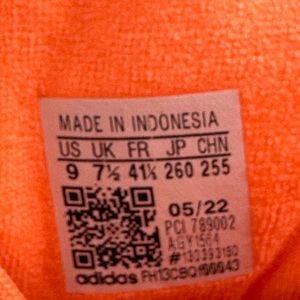 MADE IN INDONESIA
US UK FR JP CHN
9 7½ 41⅓ 260 255
05/22
PCI 789002
#130393180
adidas